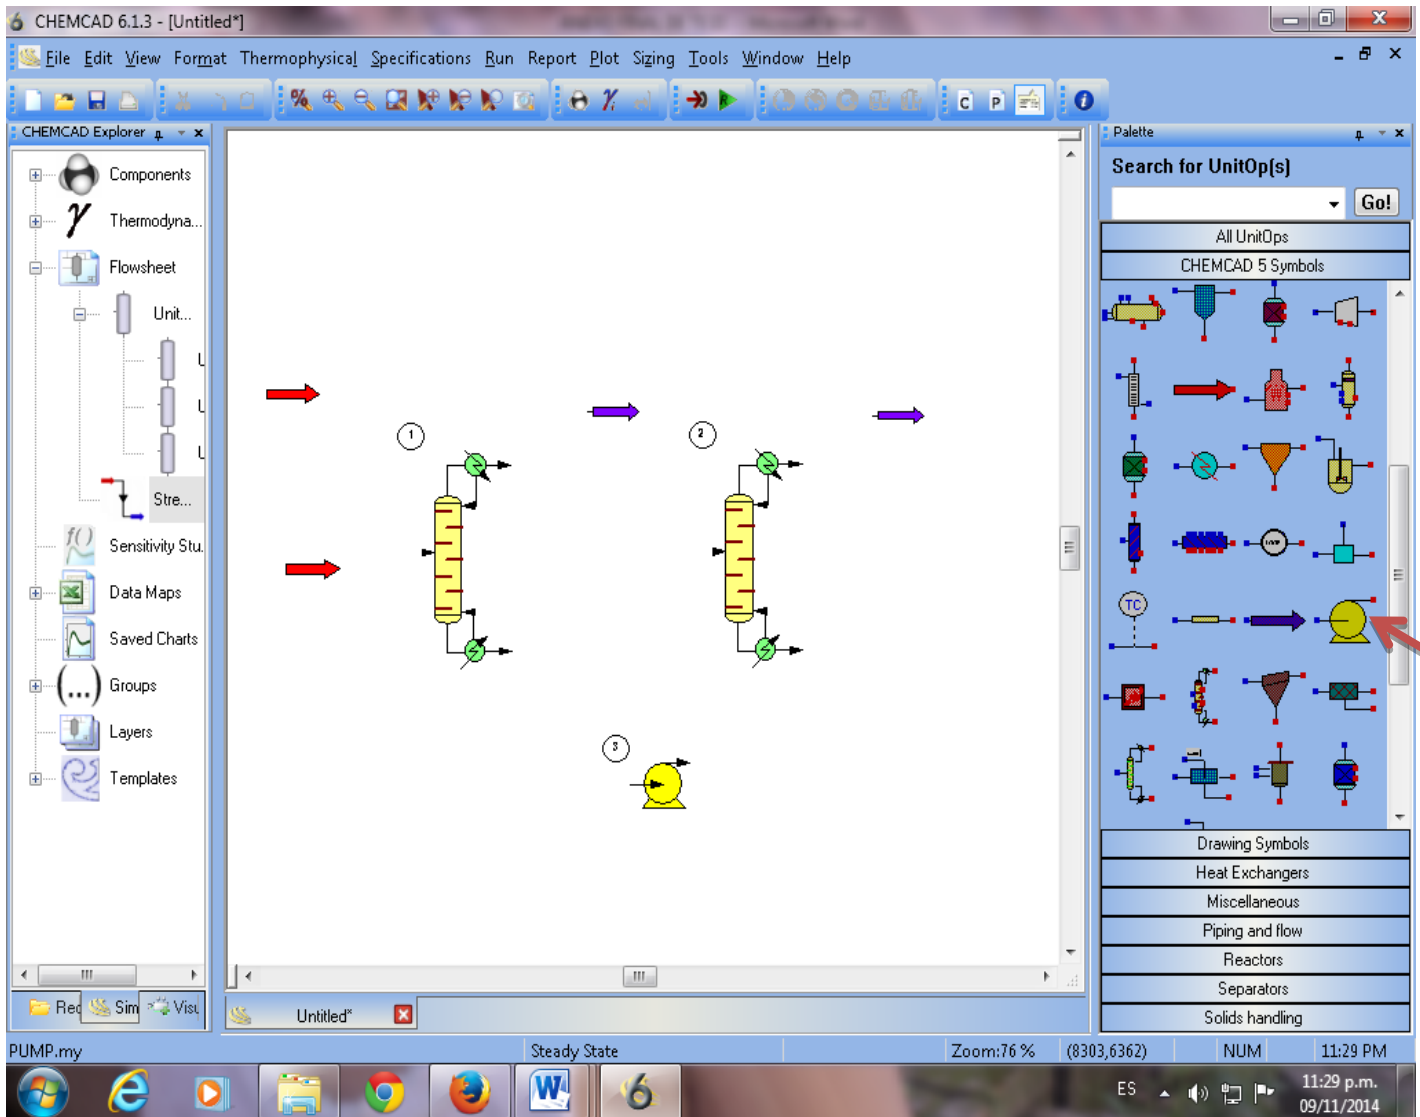 CHEMCAD 6.1.3 - [Untitled*]
File Edit View Format Thermophysical Specifications Run Report Plot Sizing Tools Window Help
C P
CHEMCAD Explorer
Components
Thermodyna...
Flowsheet
Unit...
Stre...
f()
Sensitivity Stu.
Data Maps
Saved Charts
(...)
Groups
Layers
Templates
Sim
1
2
3
Palette
Search for UnitOp(s)
Go!
All UnitOps
CHEMCAD 5 Symbols
TC
Drawing Symbols
Heat Exchangers
Miscellaneous
Piping and flow
Reactors
Separators
Solids handling
Untitled*
PUMP.my Steady State Zoom:76 % (8303,6362) NUM 11:29 PM
ES
11:29 p.m.
09/11/2014